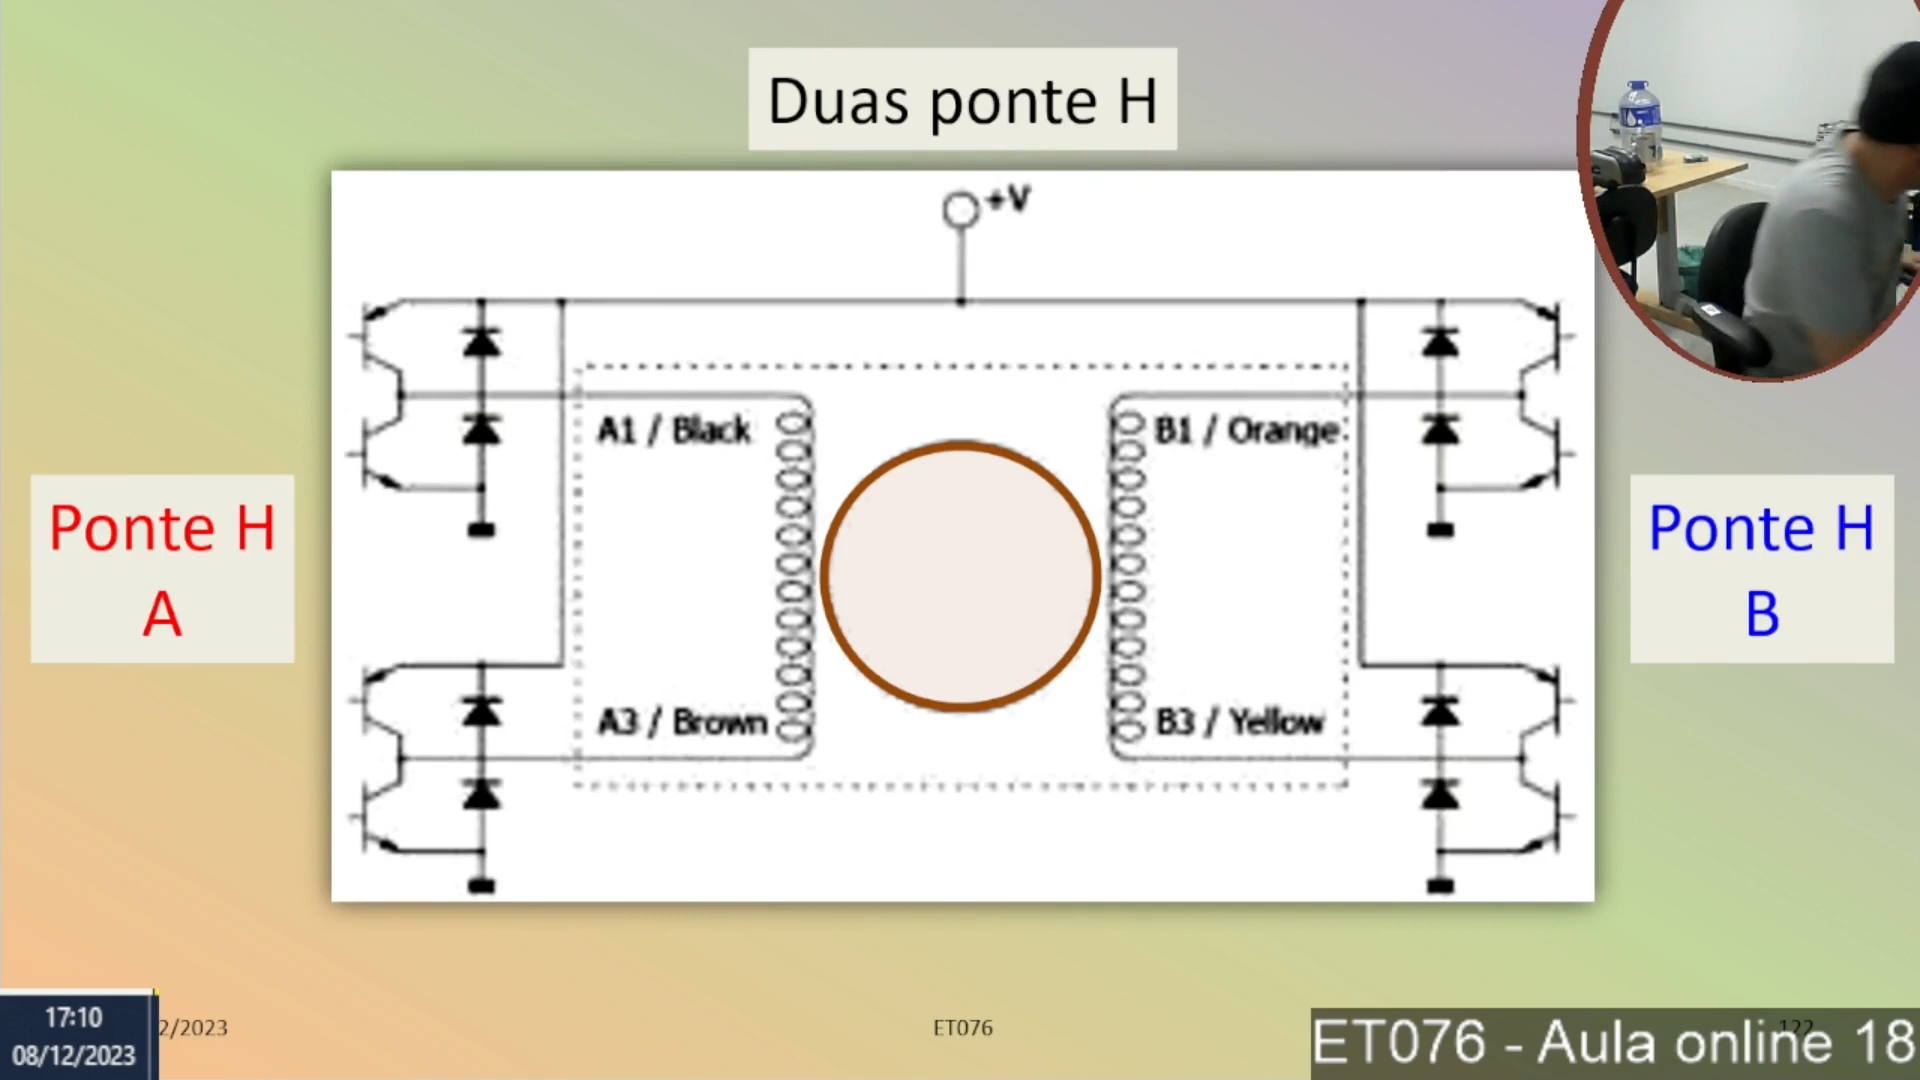 Duas ponte H
+V
A1 / Black
B1 / Orange
Ponte H
A
Ponte H
B
A3 / Brown
B3 / Yellow
17:10
08/12/2023
2/2023
ET076
122
ET076 - Aula online 18